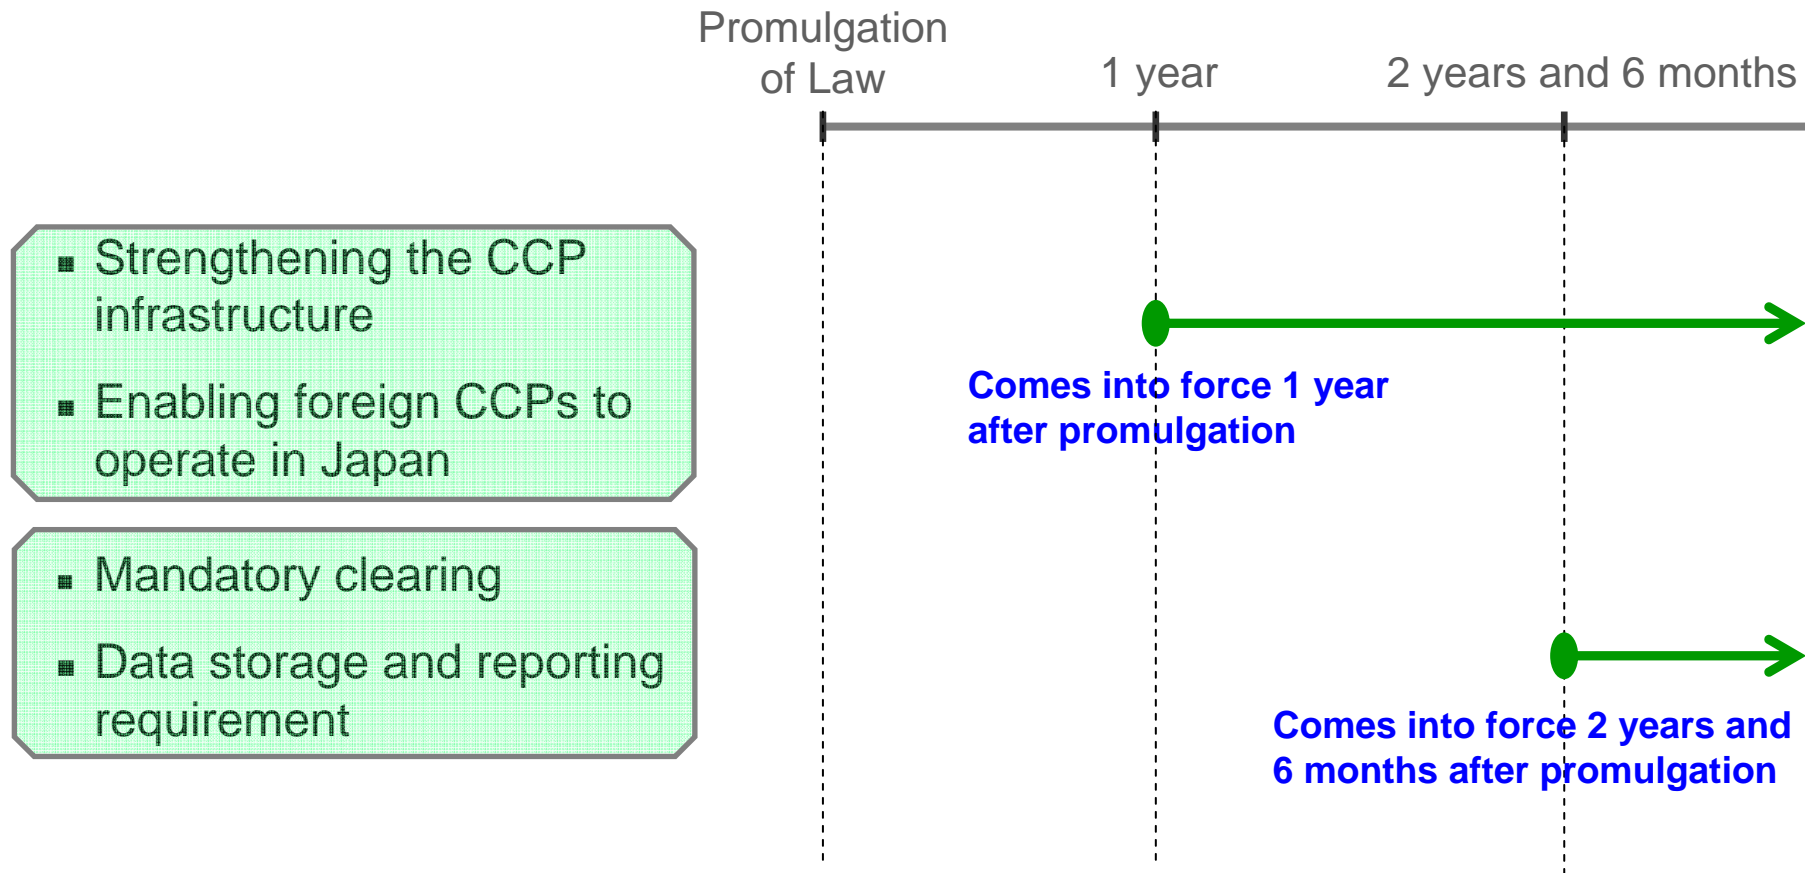 Promulgation
of Law
1 year
2 years and 6 months
▪ Strengthening the CCP
infrastructure
▪ Enabling foreign CCPs to
operate in Japan
Comes into force 1 year
after promulgation
▪ Mandatory clearing
▪ Data storage and reporting
requirement
Comes into force 2 years and
6 months after promulgation